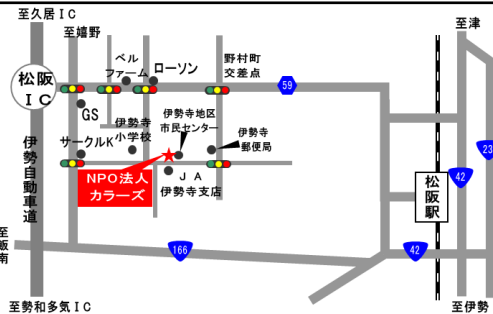 至久居IC
至嬉野
至津
ベル
ファーム
ローソン
野村町
交差点
松阪
IC
59
GS
伊勢寺
小学校
伊勢寺地区
市民センター
伊勢寺
郵便局
サークルK
伊勢自動車道
NPO法人
カラーズ
JA
伊勢寺支店
松阪駅
42
23
至飯南
166
42
至勢和多気IC
至伊勢